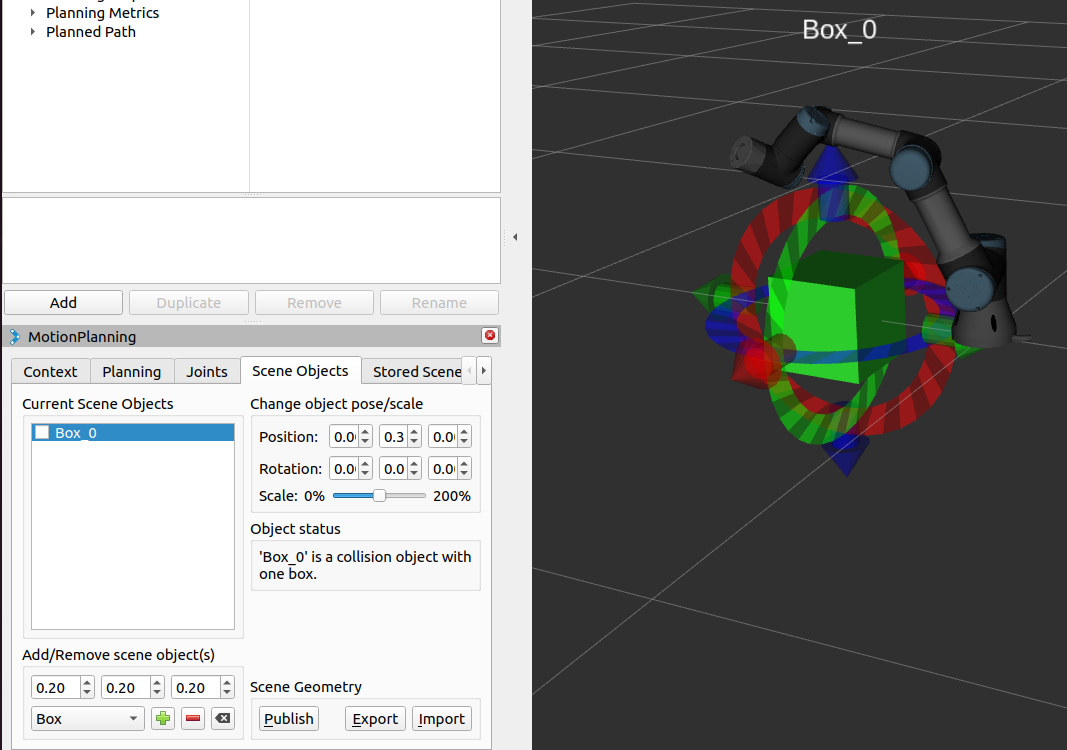 Planning Metrics
Planned Path
Box_0
Add Duplicate Remove Rename
MotionPlanning
Context Planning Joints Scene Objects Stored Scene
Current Scene Objects
Box_0
Change object pose/scale
Position: 0.0 0.3 0.0
Rotation: 0.0 0.0 0.0
Scale: 0% 200%
Object status
'Box_0' is a collision object with
one box.
Add/Remove scene object(s)
0.20 0.20 0.20
Box
Scene Geometry
Publish Export Import